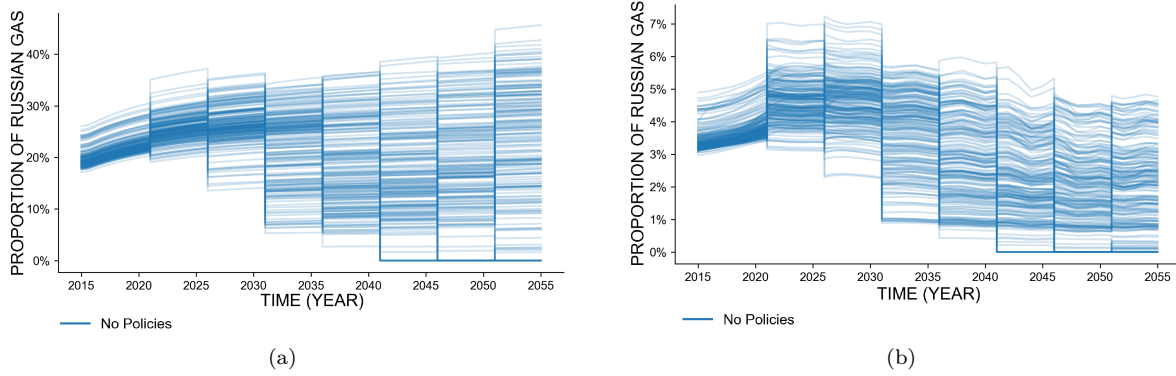 PROPORTION OF RUSSIAN GAS
40%
30%
20%
10%
0%
2015 2020 2025 2030 2035 2040 2045 2050 2055
TIME (YEAR)
No Policies
(a)
PROPORTION OF RUSSIAN GAS
7%
6%
5%
4%
3%
2%
1%
0%
2015 2020 2025 2030 2035 2040 2045 2050 2055
TIME (YEAR)
No Policies
(b)